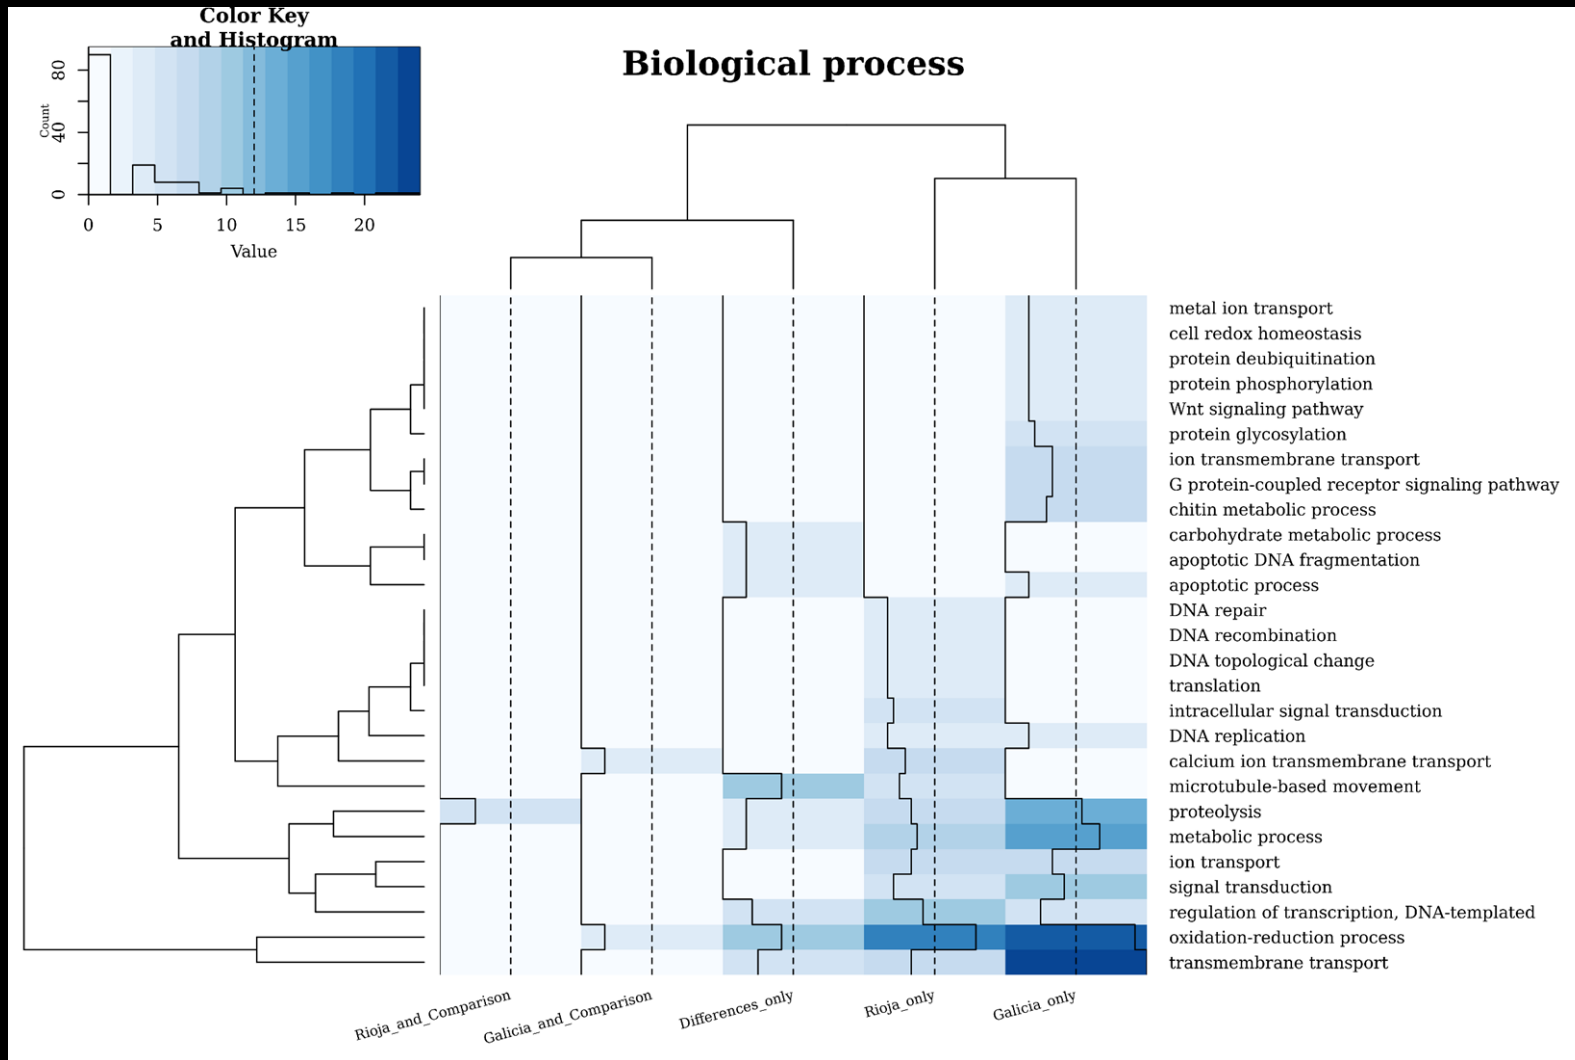 Color Key
and Histogram
Count
0
40
80
0
5
10
15
20
Value
Biological process
metal ion transport
cell redox homeostasis
protein deubiquitination
protein phosphorylation
Wnt signaling pathway
protein glycosylation
ion transmembrane transport
G protein-coupled receptor signaling pathway
chitin metabolic process
carbohydrate metabolic process
apoptotic DNA fragmentation
apoptotic process
DNA repair
DNA recombination
DNA topological change
translation
intracellular signal transduction
DNA replication
calcium ion transmembrane transport
microtubule-based movement
proteolysis
metabolic process
ion transport
signal transduction
regulation of transcription, DNA-templated
oxidation-reduction process
transmembrane transport
Rioja_and_Comparison
Galicia_and_Comparison
Differences_only
Rioja_only
Galicia_only